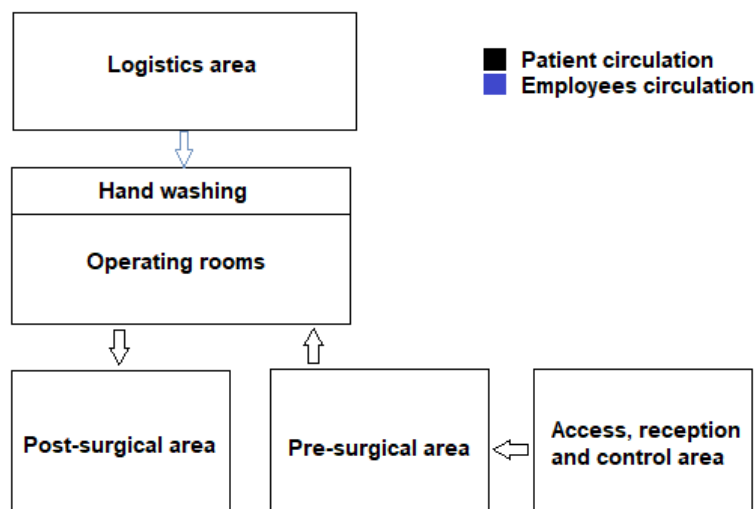 Logistics area
Patient circulation
Employees circulation
Hand washing
Operating rooms
Post-surgical area
Pre-surgical area
Access, reception
and control area